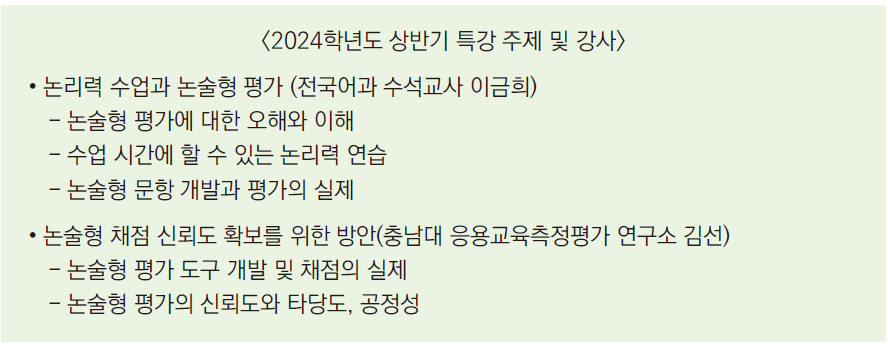 〈2024학년도 상반기 특강 주제 및 강사〉
• 논리력 수업과 논술형 평가 (전국어과 수석교사 이금희)
– 논술형 평가에 대한 오해와 이해
– 수업 시간에 할 수 있는 논리력 연습
– 논술형 문항 개발과 평가의 실제
• 논술형 채점 신뢰도 확보를 위한 방안(충남대 응용교육측정평가 연구소 김선)
– 논술형 평가 도구 개발 및 채점의 실제
– 논술형 평가의 신뢰도와 타당도, 공정성